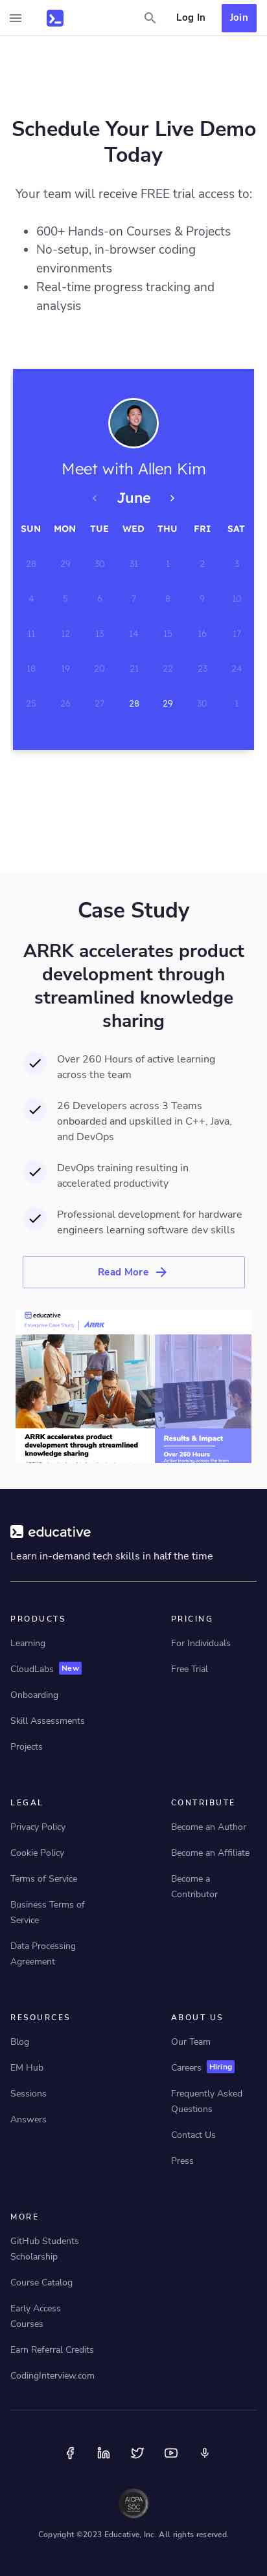 Log In
Join
Schedule Your Live Demo
Today
Your team will receive FREE trial access to:
600+ Hands-on Courses & Projects
No-setup, in-browser coding
environments
Real-time progress tracking and
analysis
Meet with Allen Kim
June
SUN MON TUE WED THU FRI SAT
28 29 30 31 1 2 3
4 5 6 7 8 9 10
11 12 13 14 15 16 17
18 19 20 21 22 23 24
25 26 27 28 29 30 1
Case Study
ARRK accelerates product
development through
streamlined knowledge
sharing
Over 260 Hours of active learning
across the team
26 Developers across 3 Teams
onboarded and upskilled in C++, Java,
and DevOps
DevOps training resulting in
accelerated productivity
Professional development for hardware
engineers learning software dev skills
Read More
educative
Enterprise Case Study ARRK
ARRK accelerates product
development through streamlined
knowledge sharing
Results & Impact
Over 260 Hours
educative
Learn in-demand tech skills in half the time
PRODUCTS
Learning
CloudLabs New
Onboarding
Skill Assessments
Projects
PRICING
For Individuals
Free Trial
LEGAL
Privacy Policy
Cookie Policy
Terms of Service
Business Terms of
Service
Data Processing
Agreement
CONTRIBUTE
Become an Author
Become an Affiliate
Become a
Contributor
RESOURCES
Blog
EM Hub
Sessions
Answers
ABOUT US
Our Team
Careers Hiring
Frequently Asked
Questions
Contact Us
Press
MORE
GitHub Students
Scholarship
Course Catalog
Early Access
Courses
Earn Referral Credits
CodingInterview.com
AICPA
SOC
Copyright ©2023 Educative, Inc. All rights reserved.